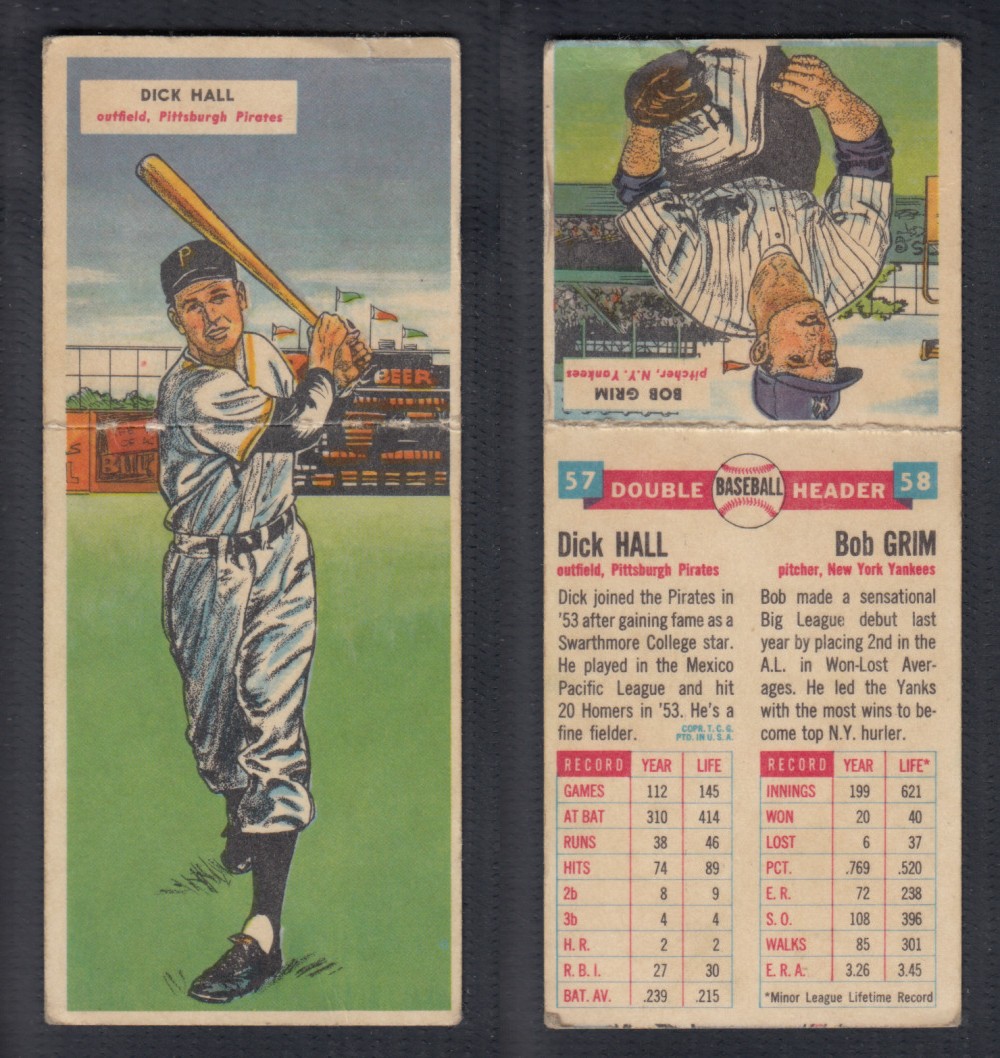 DICK HALL
outfield, Pittsburgh Pirates
P
BEER
BOB GRIM
pitcher, N.Y. Yankees
57 DOUBLE BASEBALL HEADER 58
Dick HALL
outfield, Pittsburgh Pirates
Dick joined the Pirates in
'53 after gaining fame as a
Swarthmore College star.
He played in the Mexico
Pacific League and hit
20 Homers in '53. He's a
fine fielder.
COPR. T. C. G.
PTD. IN U. S. A.
RECORD YEAR LIFE
GAMES 112 145
AT BAT 310 414
RUNS 38 46
HITS 74 89
2b 8 9
3b 4 4
H. R. 2 2
R. B. I. 27 30
BAT. AV. .239 .215
Bob GRIM
pitcher, New York Yankees
Bob made a sensational
Big League debut last
year by placing 2nd in the
A.L. in Won-Lost Aver-
ages. He led the Yanks
with the most wins to be-
come top N.Y. hurler.
RECORD YEAR LIFE*
INNINGS 199 621
WON 20 40
LOST 6 37
PCT. .769 .520
E. R. 72 238
S. O. 108 396
WALKS 85 301
E. R. A. 3.26 3.45
*Minor League Lifetime Record